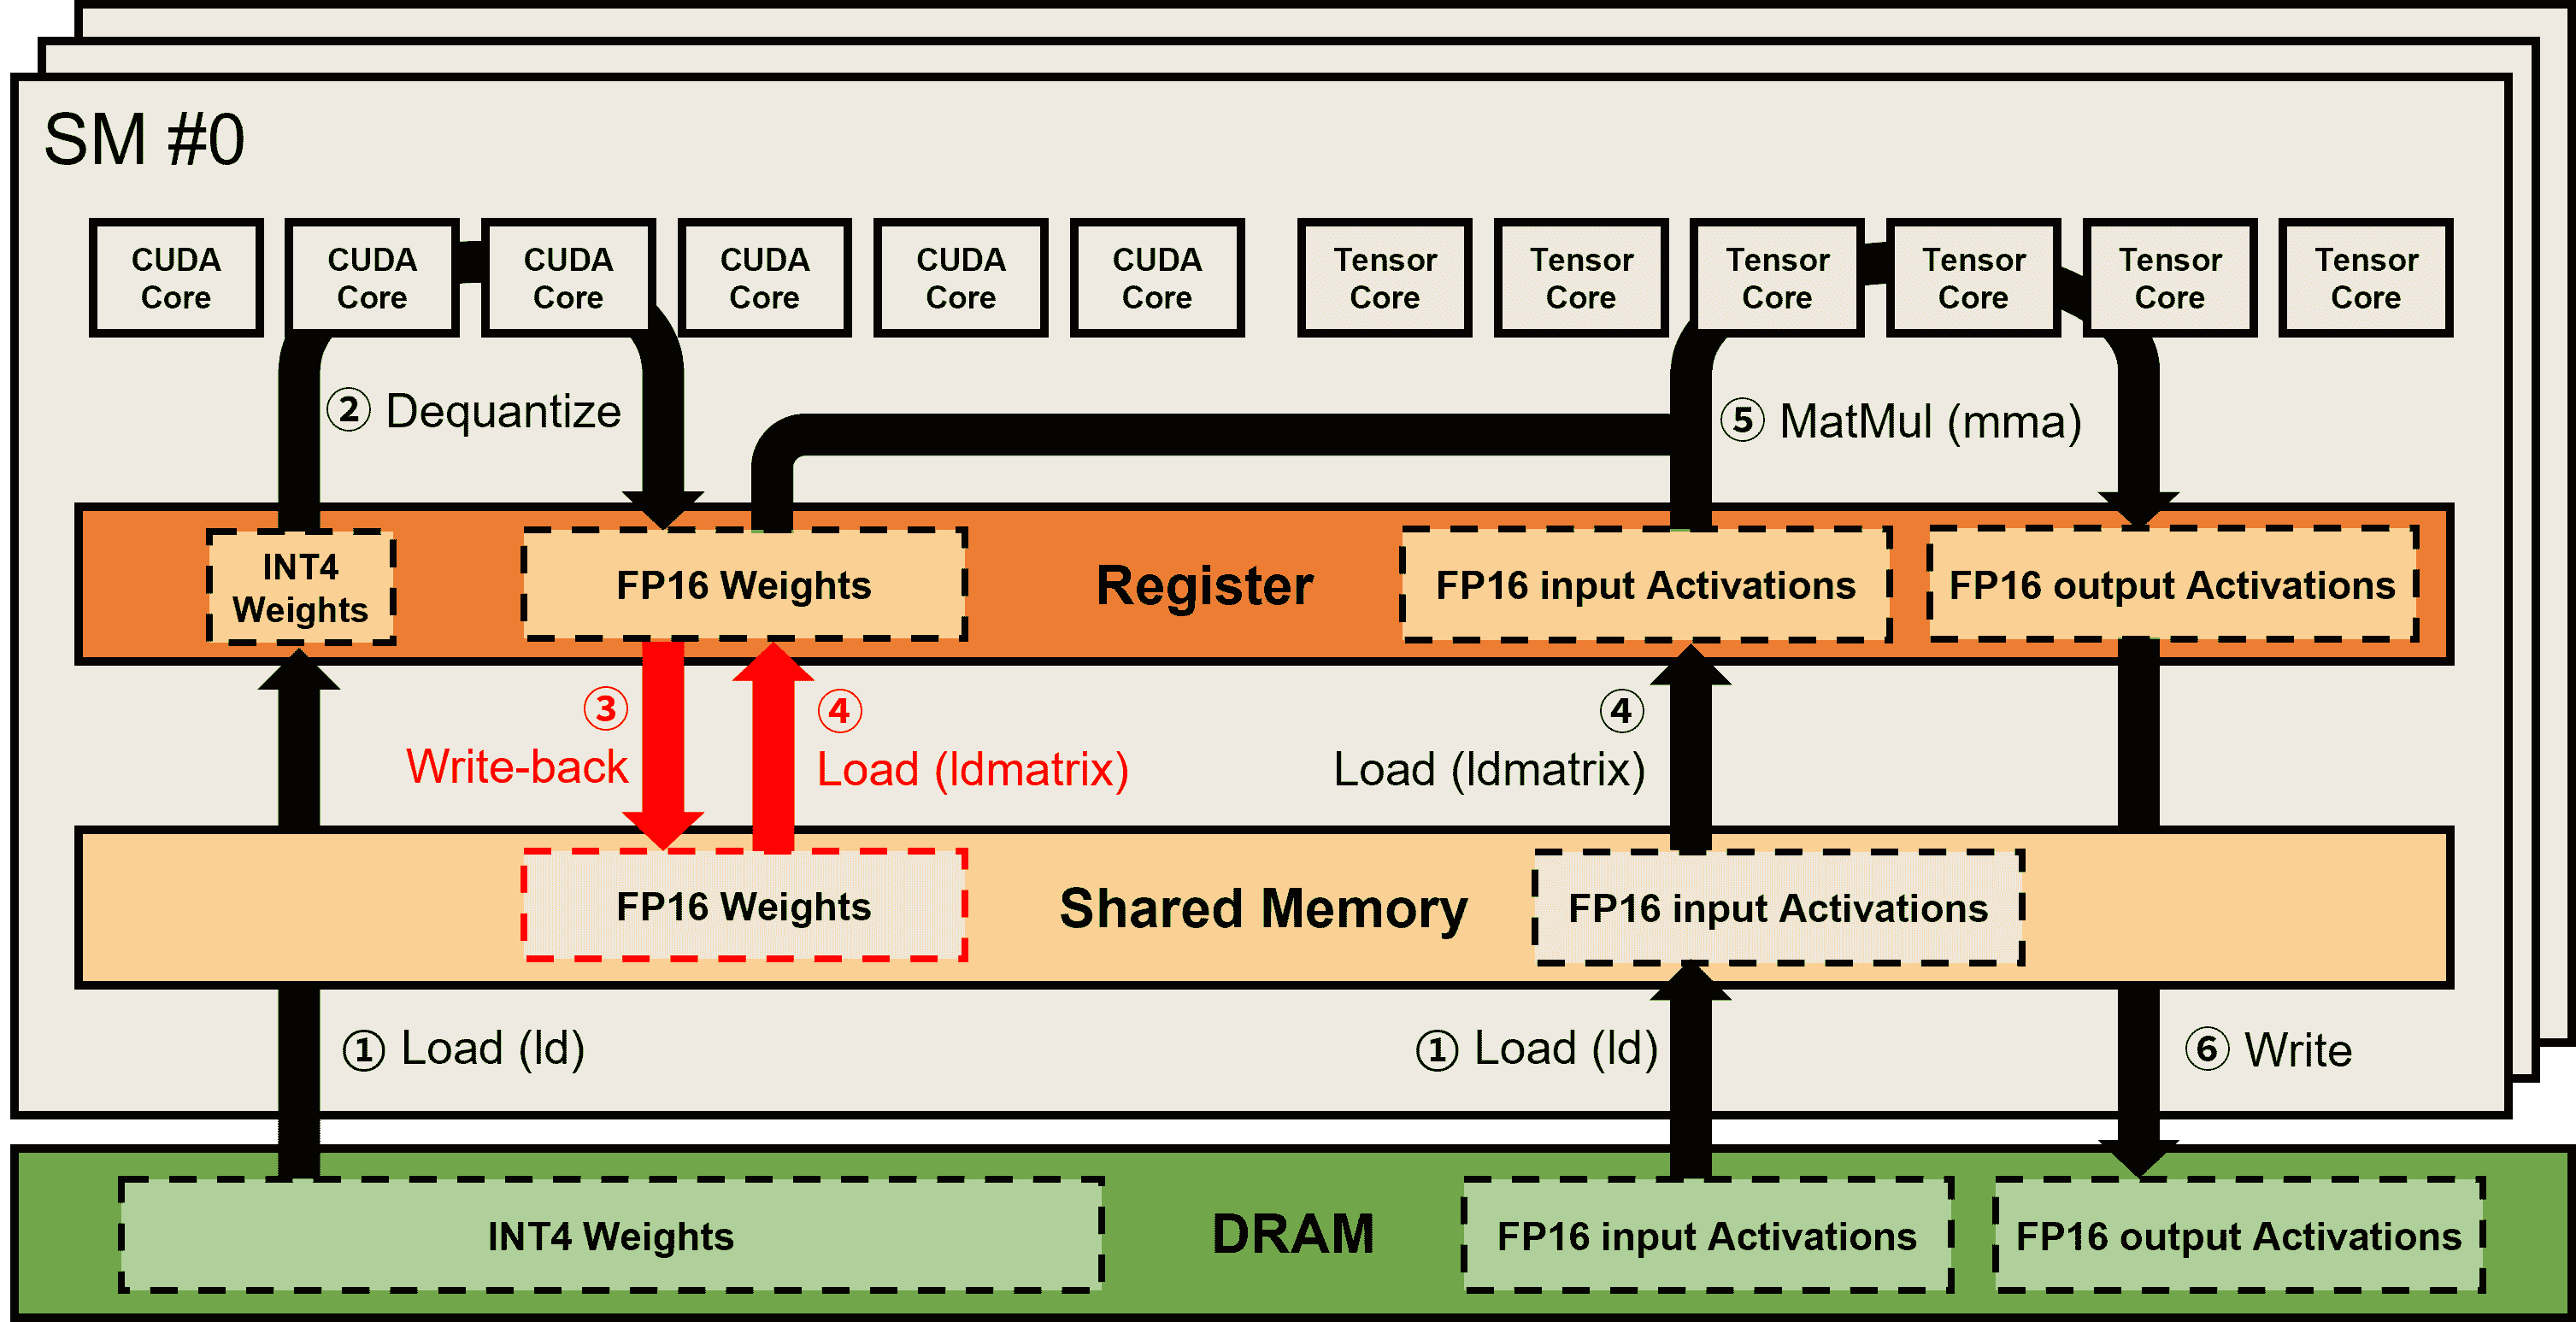 SM #0
CUDA
Core
CUDA
Core
CUDA
Core
CUDA
Core
CUDA
Core
CUDA
Core
Tensor
Core
Tensor
Core
Tensor
Core
Tensor
Core
Tensor
Core
Tensor
Core
② Dequantize
⑤ MatMul (mma)
INT4
Weights
FP16 Weights
Register
FP16 input Activations
FP16 output Activations
③
Write-back
④
Load (ldmatrix)
④
Load (ldmatrix)
FP16 Weights
Shared Memory
FP16 input Activations
① Load (ld)
① Load (ld)
⑥ Write
INT4 Weights
DRAM
FP16 input Activations
FP16 output Activations